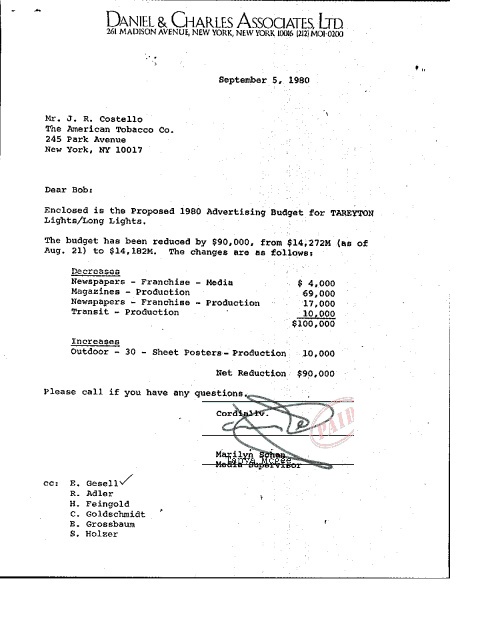 DANIEL & CHARLES ASSOCIATES, LTD.
261 MADISON AVENUE, NEW YORK, NEW YORK 10016 (212) MO1-0200
September 5, 1980
Mr. J. R. Costello
The American Tobacco Co.
245 Park Avenue
New York, NY 10017
Dear Bob:
Enclosed is the Proposed 1980 Advertising Budget for TAREYTON
Lights/Long Lights.
The budget has been reduced by $90,000, from $14,272M (as of
Aug. 21) to $14,182M. The changes are as follows:
Decreases
Newspapers - Franchise - Media $ 4,000
Magazines - Production 69,000
Newspapers - Franchise - Production 17,000
Transit - Production 10,000
$100,000
Increases
Outdoor - 30 - Sheet Posters - Production 10,000
Net Reduction $90,000
Please call if you have any questions.
Cordially.
PAID
Marilyn
Media Supervisor
cc: E. Gesell
R. Adler
H. Feingold
C. Goldschmidt
B. Grossbaum
S. Holzer